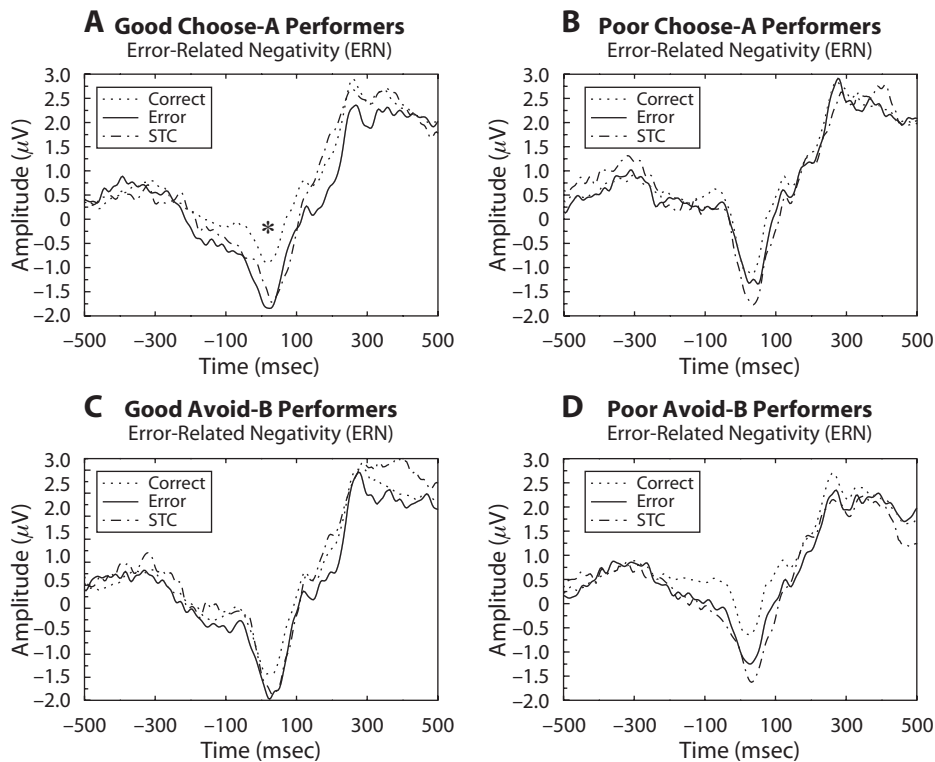 A Good Choose-A Performers
Error-Related Negativity (ERN)
3.0
2.5
2.0
1.5
1.0
0.5
0
−0.5
−1.0
−1.5
−2.0
Amplitude (μV)
Correct
Error
STC
*
−500 −300 −100 100 300 500
Time (msec)
B Poor Choose-A Performers
Error-Related Negativity (ERN)
3.0
2.5
2.0
1.5
1.0
0.5
0
−0.5
−1.0
−1.5
−2.0
Amplitude (μV)
Correct
Error
STC
−500 −300 −100 100 300 500
Time (msec)
C Good Avoid-B Performers
Error-Related Negativity (ERN)
3.0
2.5
2.0
1.5
1.0
0.5
0
−0.5
−1.0
−1.5
−2.0
Amplitude (μV)
Correct
Error
STC
−500 −300 −100 100 300 500
Time (msec)
D Poor Avoid-B Performers
Error-Related Negativity (ERN)
3.0
2.5
2.0
1.5
1.0
0.5
0
−0.5
−1.0
−1.5
−2.0
Amplitude (μV)
Correct
Error
STC
−500 −300 −100 100 300 500
Time (msec)